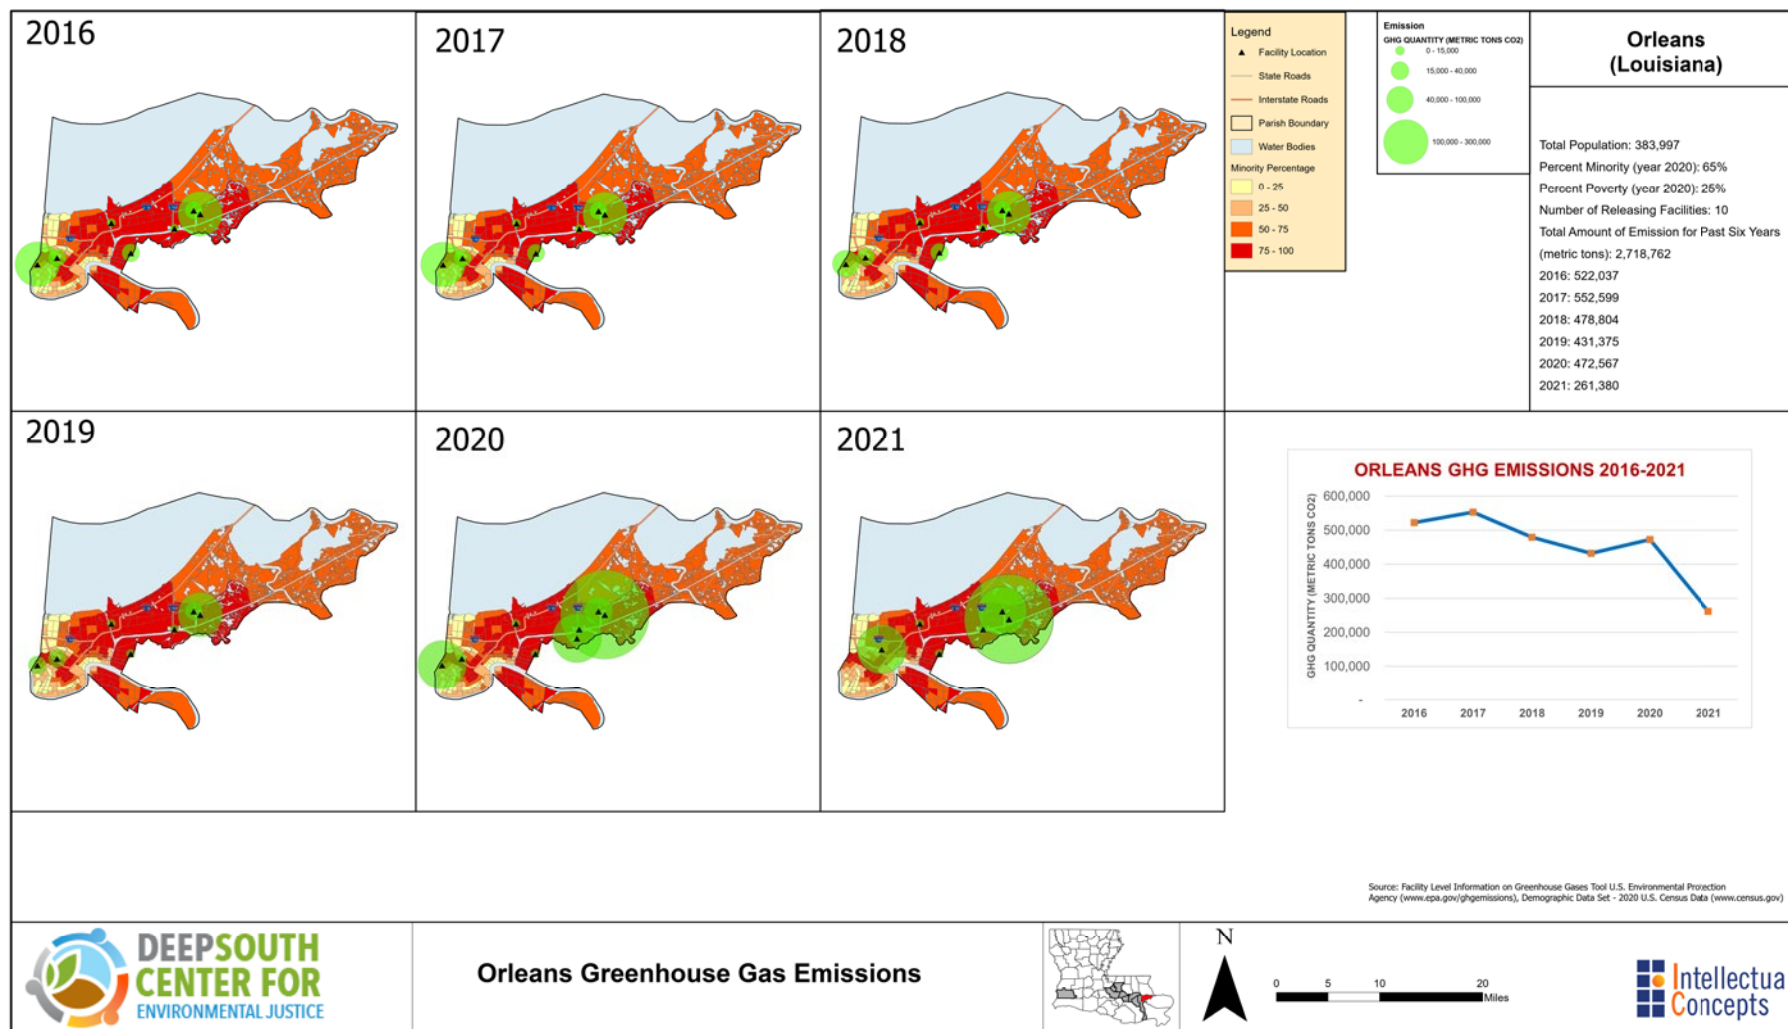 2016
2017
2018
Legend
Facility Location
State Roads
Interstate Roads
Parish Boundary
Water Bodies
Minority Percentage
0 - 25
25 - 50
50 - 75
75 - 100
Emission
GHG QUANTITY (METRIC TONS CO2)
0 - 15,000
15,000 - 40,000
40,000 - 100,000
100,000 - 300,000
Orleans
(Louisiana)
Total Population: 383,997
Percent Minority (year 2020): 65%
Percent Poverty (year 2020): 25%
Number of Releasing Facilities: 10
Total Amount of Emission for Past Six Years
(metric tons): 2,718,762
2016: 522,037
2017: 552,599
2018: 478,804
2019: 431,375
2020: 472,567
2021: 261,380
2019
2020
2021
ORLEANS GHG EMISSIONS 2016-2021
GHG QUANTITY (METRIC TONS CO2)
600,000
500,000
400,000
300,000
200,000
100,000
-
2016 2017 2018 2019 2020 2021
Source: Facility Level Information on Greenhouse Gases Tool U.S. Environmental Protection
Agency (www.epa.gov/ghgemissions), Demographic Data Set - 2020 U.S. Census Data (www.census.gov)
DEEPSOUTH
CENTER FOR
ENVIRONMENTAL JUSTICE
Orleans Greenhouse Gas Emissions
N
0 5 10 20
Miles
Intellectua
Concepts